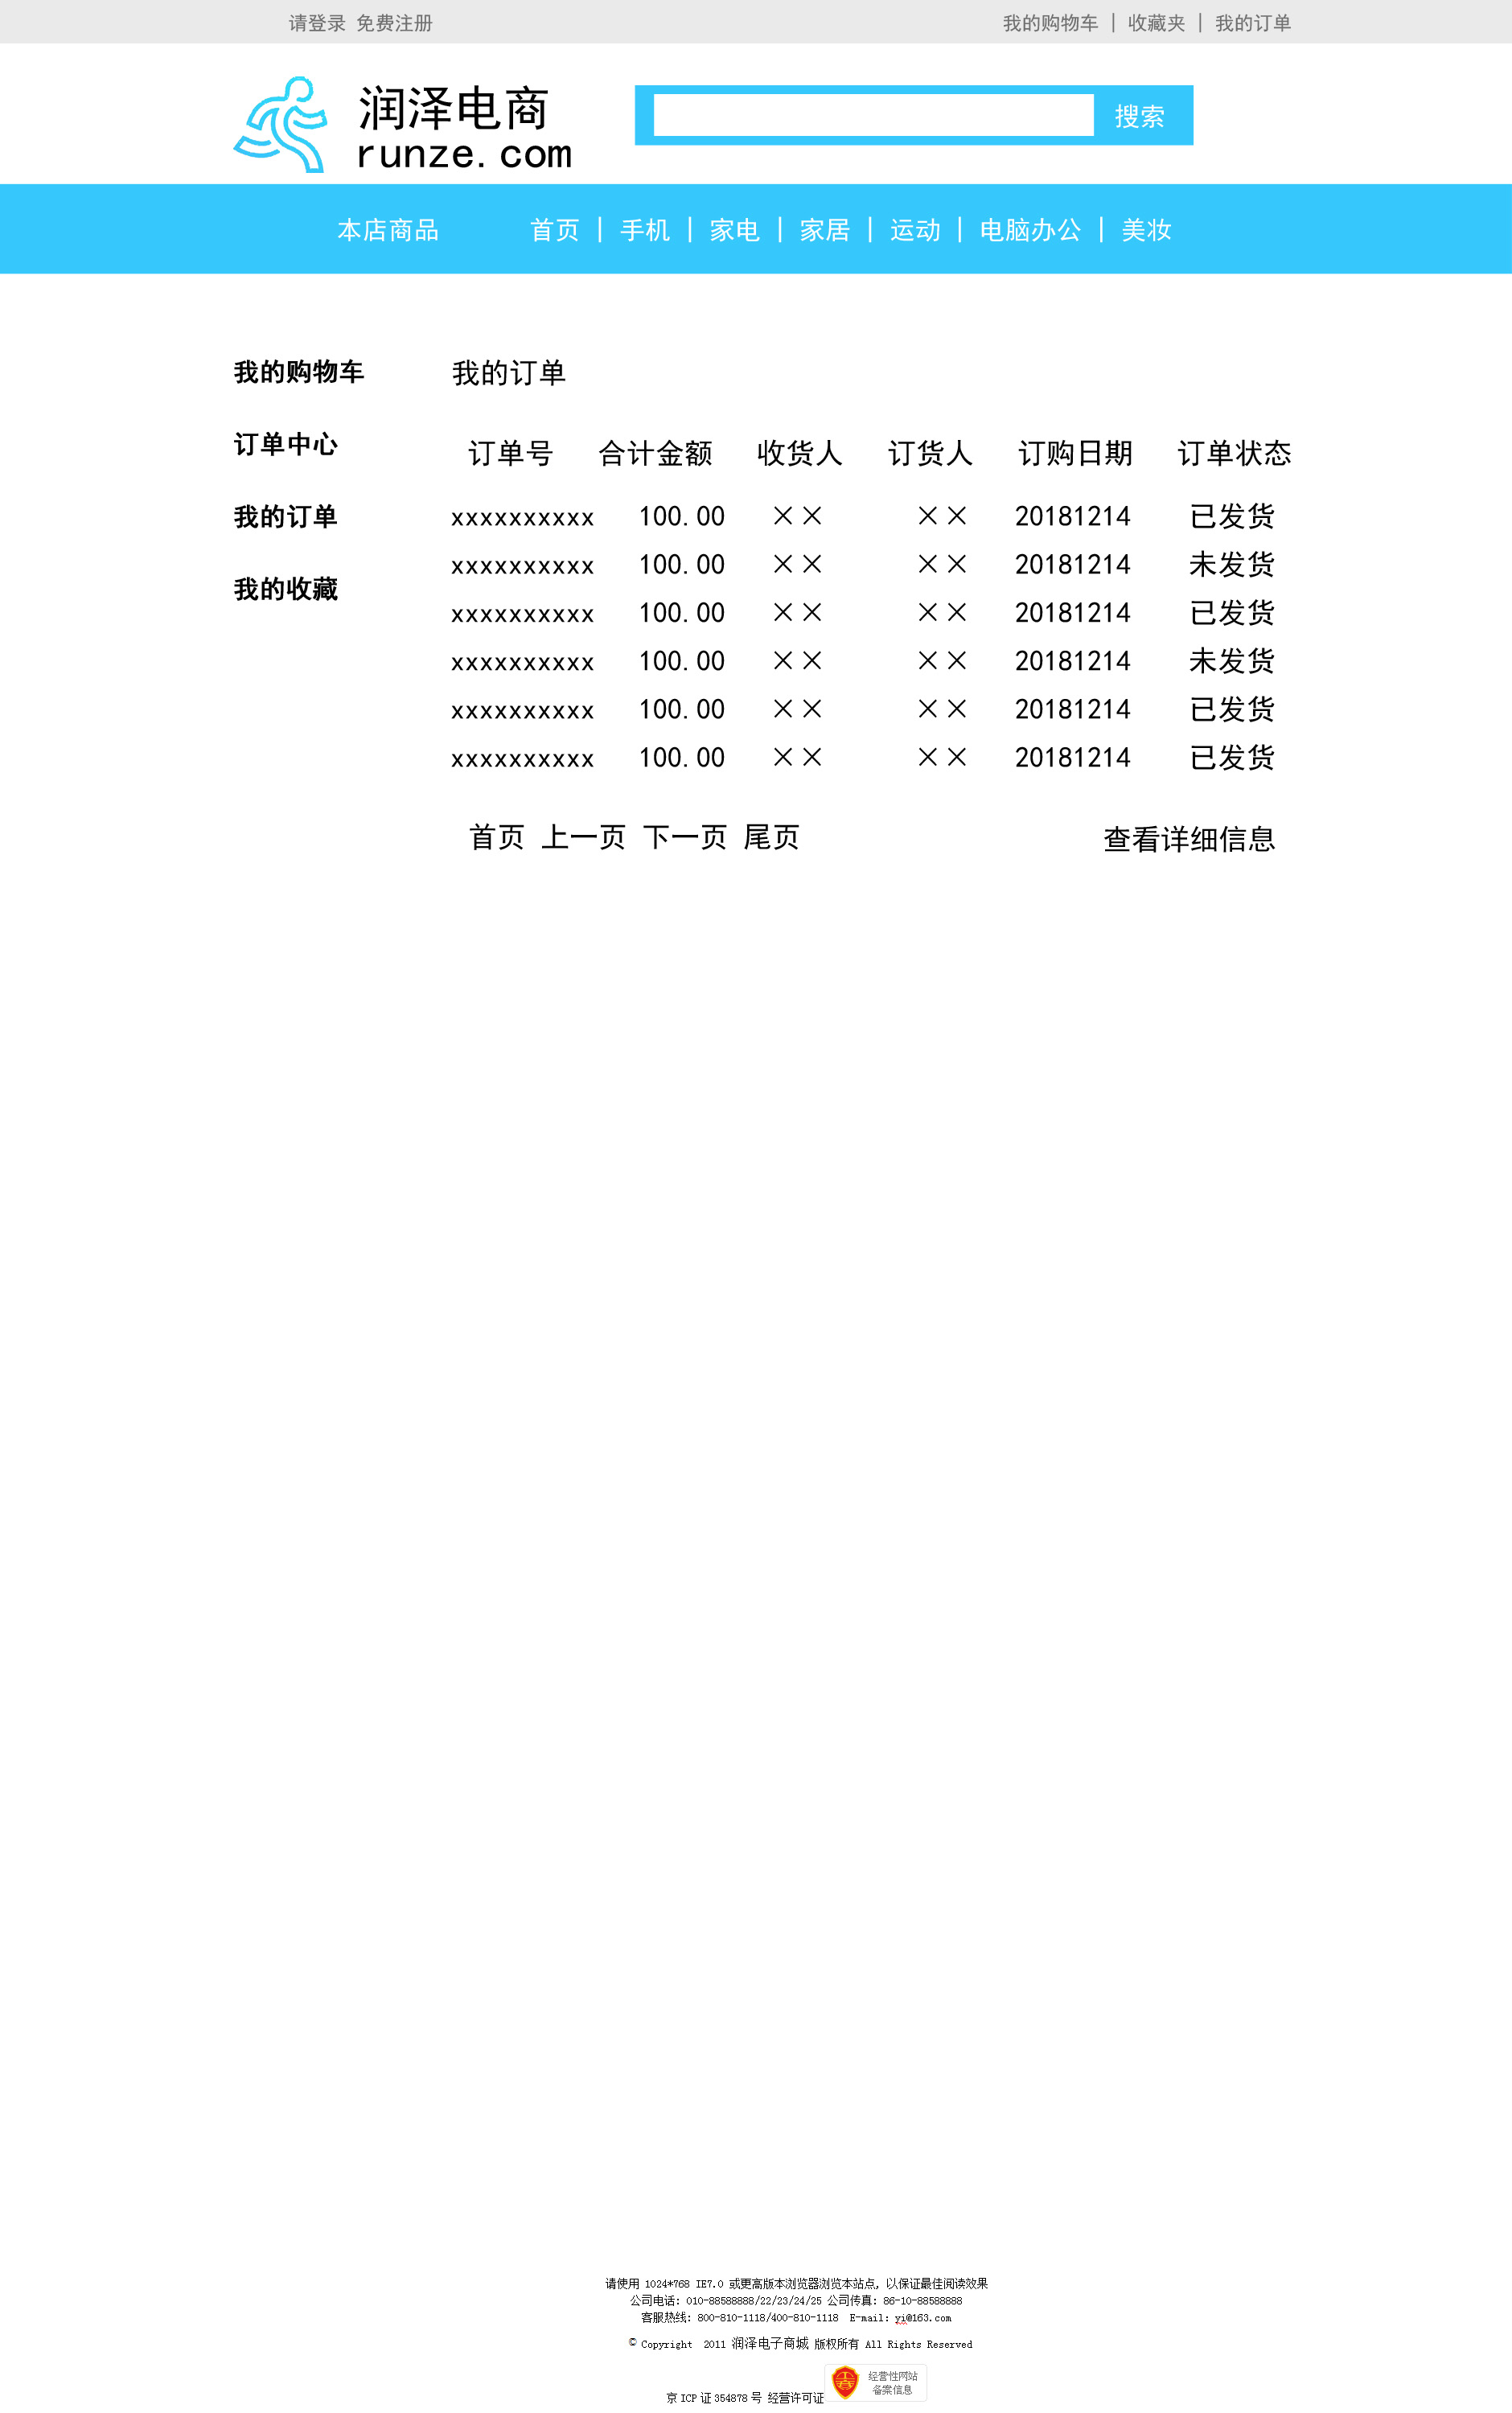 请登录 免费注册 我的购物车 | 收藏夹 | 我的订单
润泽电商
runze.com
搜索
本店商品 首页 | 手机 | 家电 | 家居 | 运动 | 电脑办公 | 美妆
我的购物车
订单中心
我的订单
我的收藏
我的订单
订单号 合计金额 收货人 订货人 订购日期 订单状态
xxxxxxxxxx 100.00 ×× ×× 20181214 已发货
xxxxxxxxxx 100.00 ×× ×× 20181214 未发货
xxxxxxxxxx 100.00 ×× ×× 20181214 已发货
xxxxxxxxxx 100.00 ×× ×× 20181214 未发货
xxxxxxxxxx 100.00 ×× ×× 20181214 已发货
xxxxxxxxxx 100.00 ×× ×× 20181214 已发货
首页 上一页 下一页 尾页 查看详细信息
请使用 1024*768 IE7.0 或更高版本浏览器浏览本站点, 以保证最佳阅读效果
公司电话: 010-88588888/22/23/24/25 公司传真: 86-10-88588888
客服热线: 800-810-1118/400-810-1118 E-mail: yi@163.com
© Copyright 2011 润泽电子商城 版权所有 All Rights Reserved
经营性网站
备案信息
京 ICP 证 354878 号 经营许可证